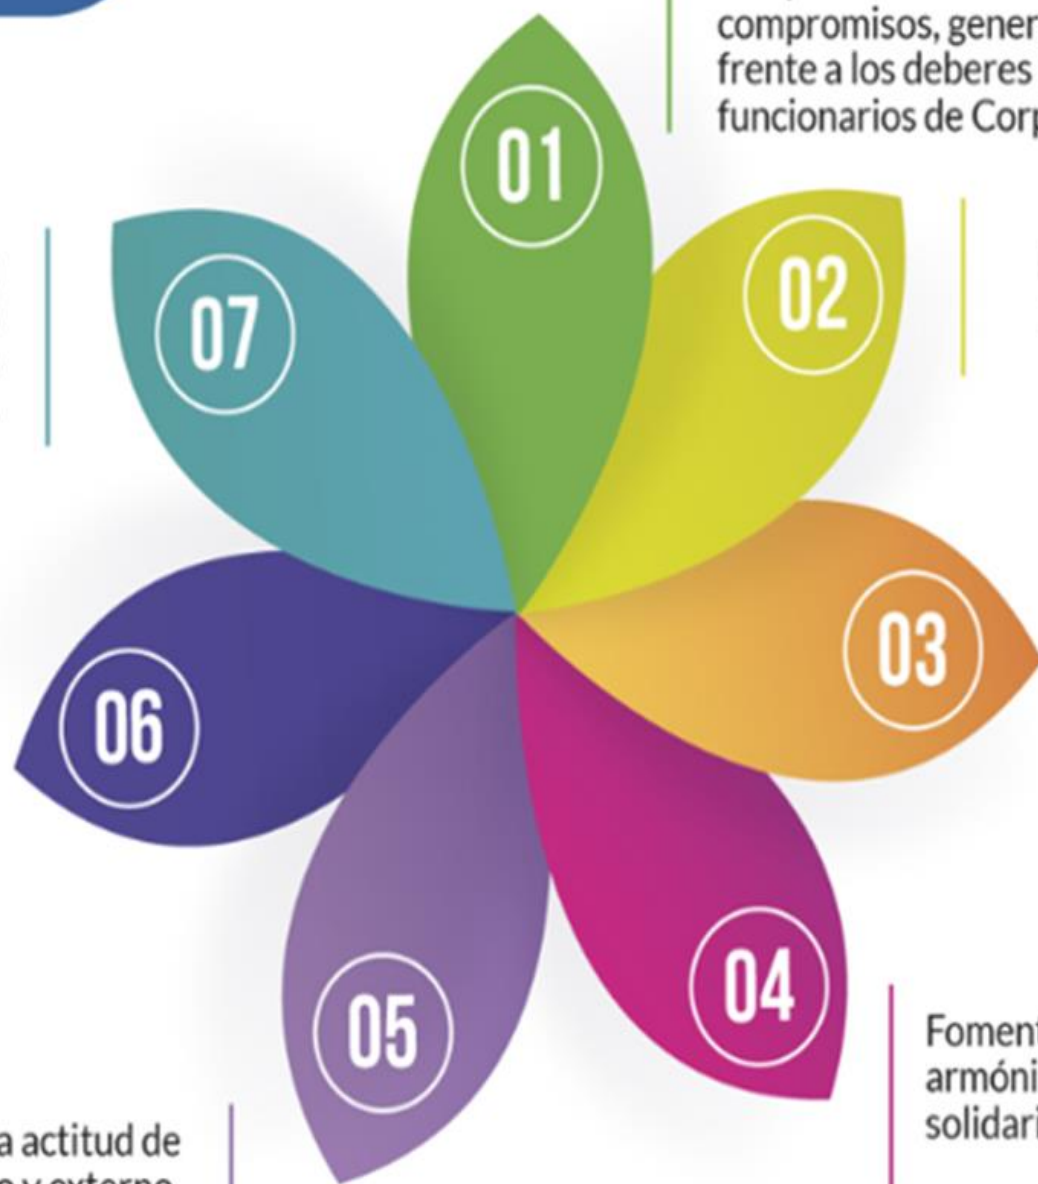 compromisos, gener
frente a los deberes
funcionarios de Corp
01
02
03
04
Foment
armóni
solidari
05
a actitud de
o y externo
06
07